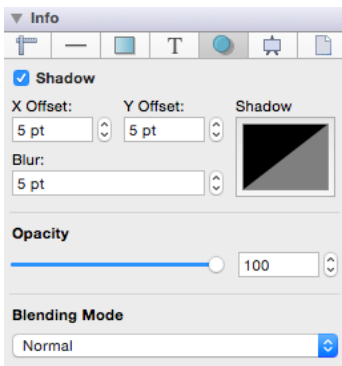 Info
T
Shadow
X Offset: Y Offset: Shadow
5 pt 5 pt
Blur:
5 pt
Opacity
100
Blending Mode
Normal